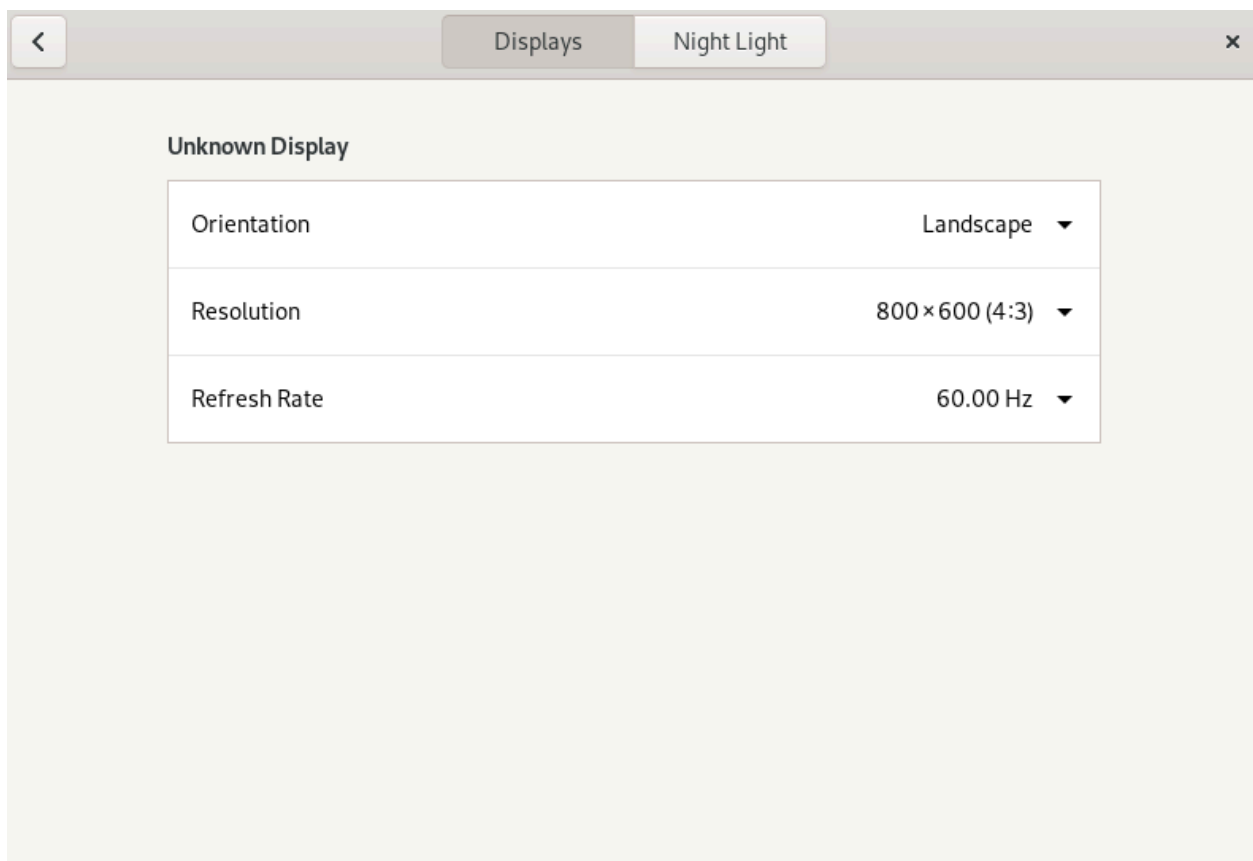 Displays Night Light
Unknown Display
Orientation Landscape
Resolution 800×600 (4:3)
Refresh Rate 60.00 Hz